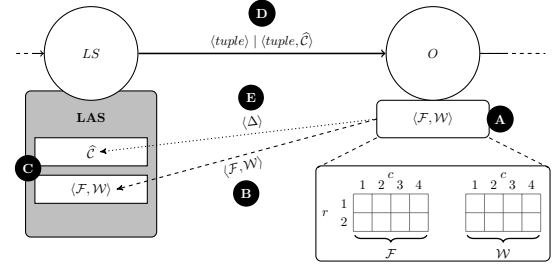 D
⟨tuple⟩ | ⟨tuple, Ĉ⟩
LS
O
LAS
E
⟨Δ⟩
⟨ℱ, 𝒲⟩
A
Ĉ
C
⟨ℱ, 𝒲⟩
⟨ℱ, 𝒲⟩
B
c
1 2 3 4
c
1 2 3 4
r
1
2
ℱ
𝒲